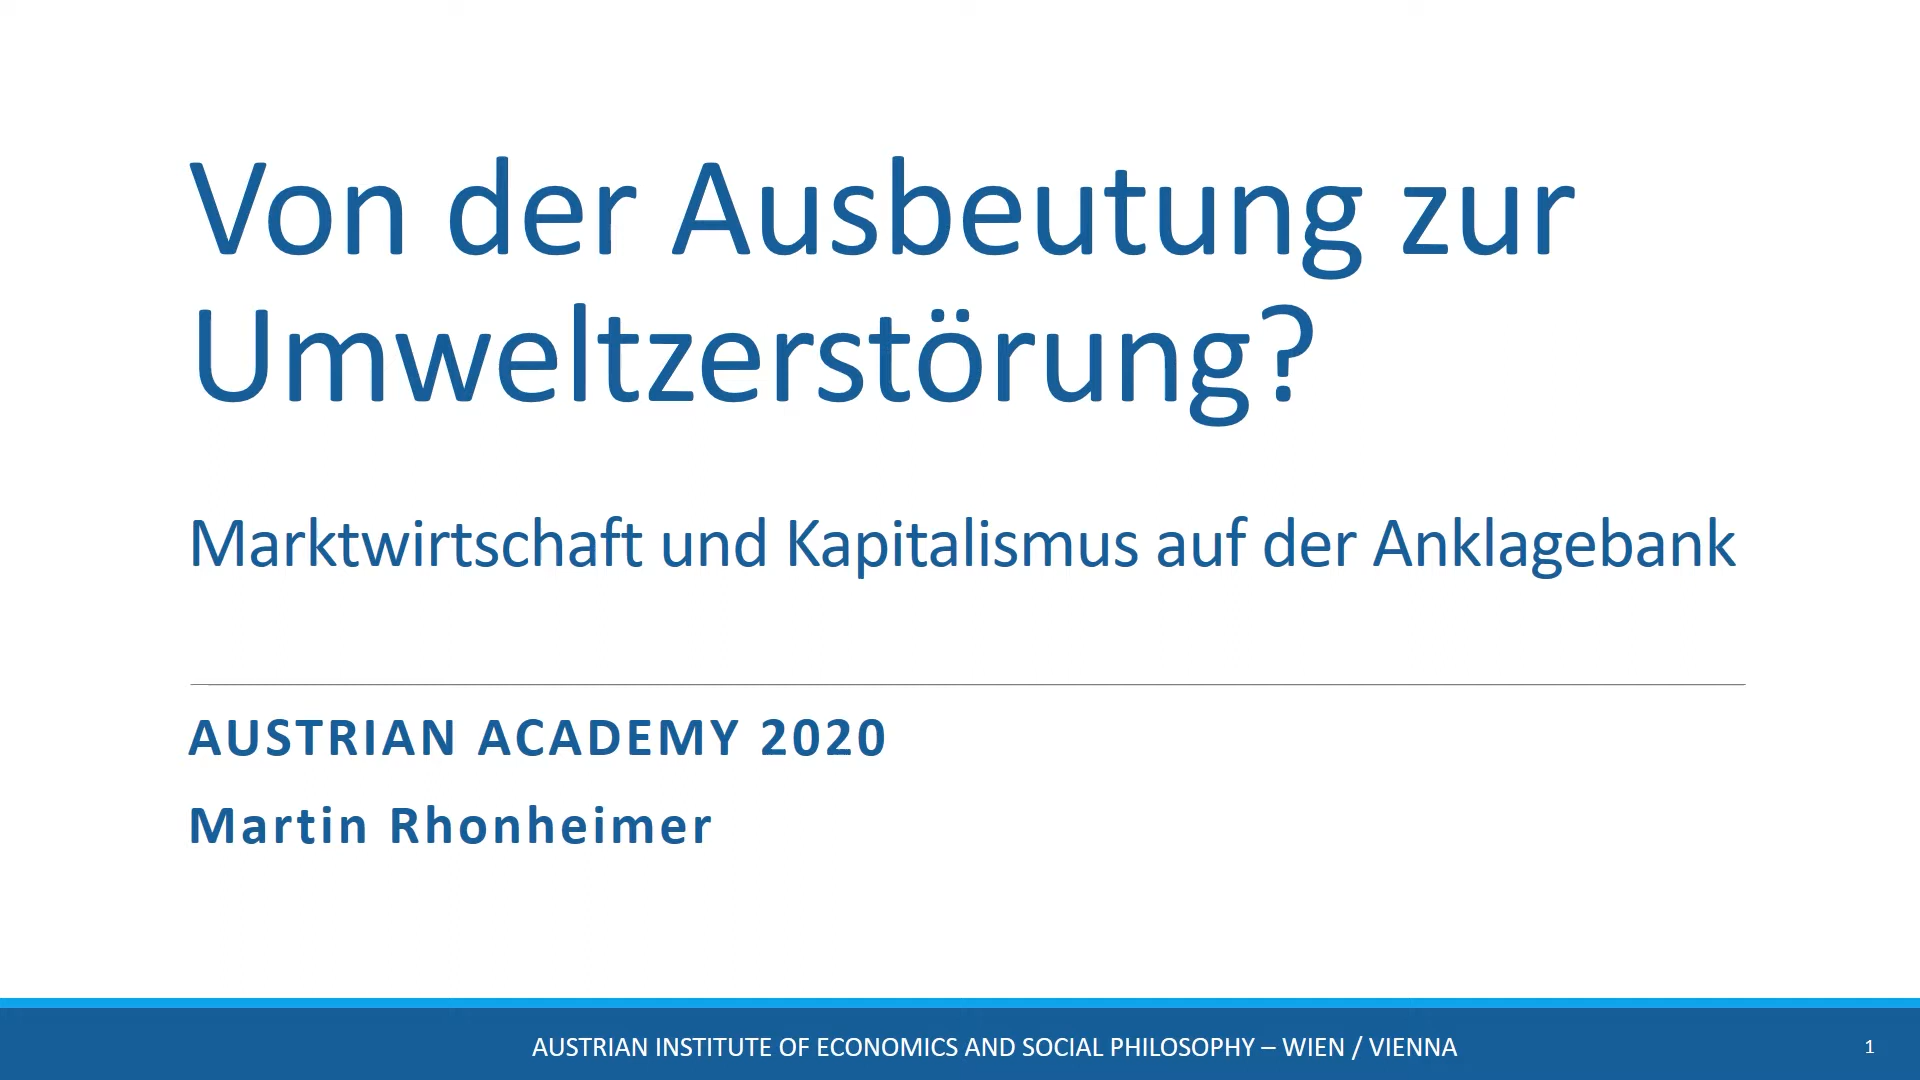 Von der Ausbeutung zur
Umweltzerstörung?
Marktwirtschaft und Kapitalismus auf der Anklagebank
AUSTRIAN ACADEMY 2020
Martin Rhonheimer
AUSTRIAN INSTITUTE OF ECONOMICS AND SOCIAL PHILOSOPHY – WIEN / VIENNA
1